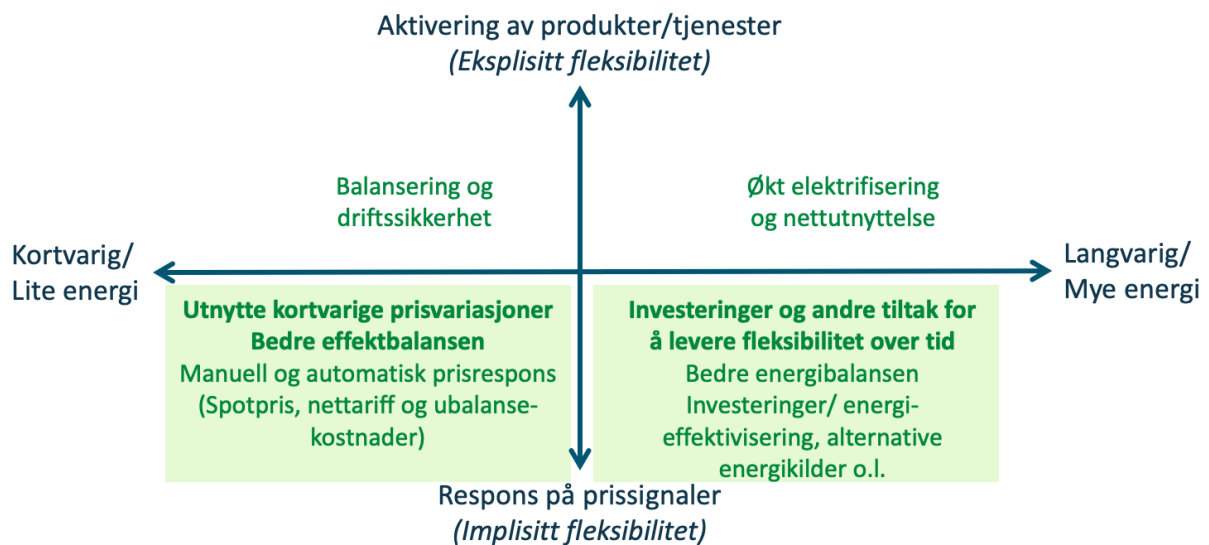 Aktivering av produkter/tjenester
(Eksplisitt fleksibilitet)
Balansering og
driftssikkerhet
Økt elektrifisering
og nettutnyttelse
Kortvarig/
Lite energi
Langvarig/
Mye energi
Utnytte kortvarige prisvariasjoner
Bedre effektbalansen
Manuell og automatisk prisrespons
(Spotpris, nettariff og ubalanse-
kostnader)
Investeringer og andre tiltak for
å levere fleksibilitet over tid
Bedre energibalansen
Investeringer/ energi-
effektivisering, alternative
energikilder o.l.
Respons på prissignaler
(Implisitt fleksibilitet)